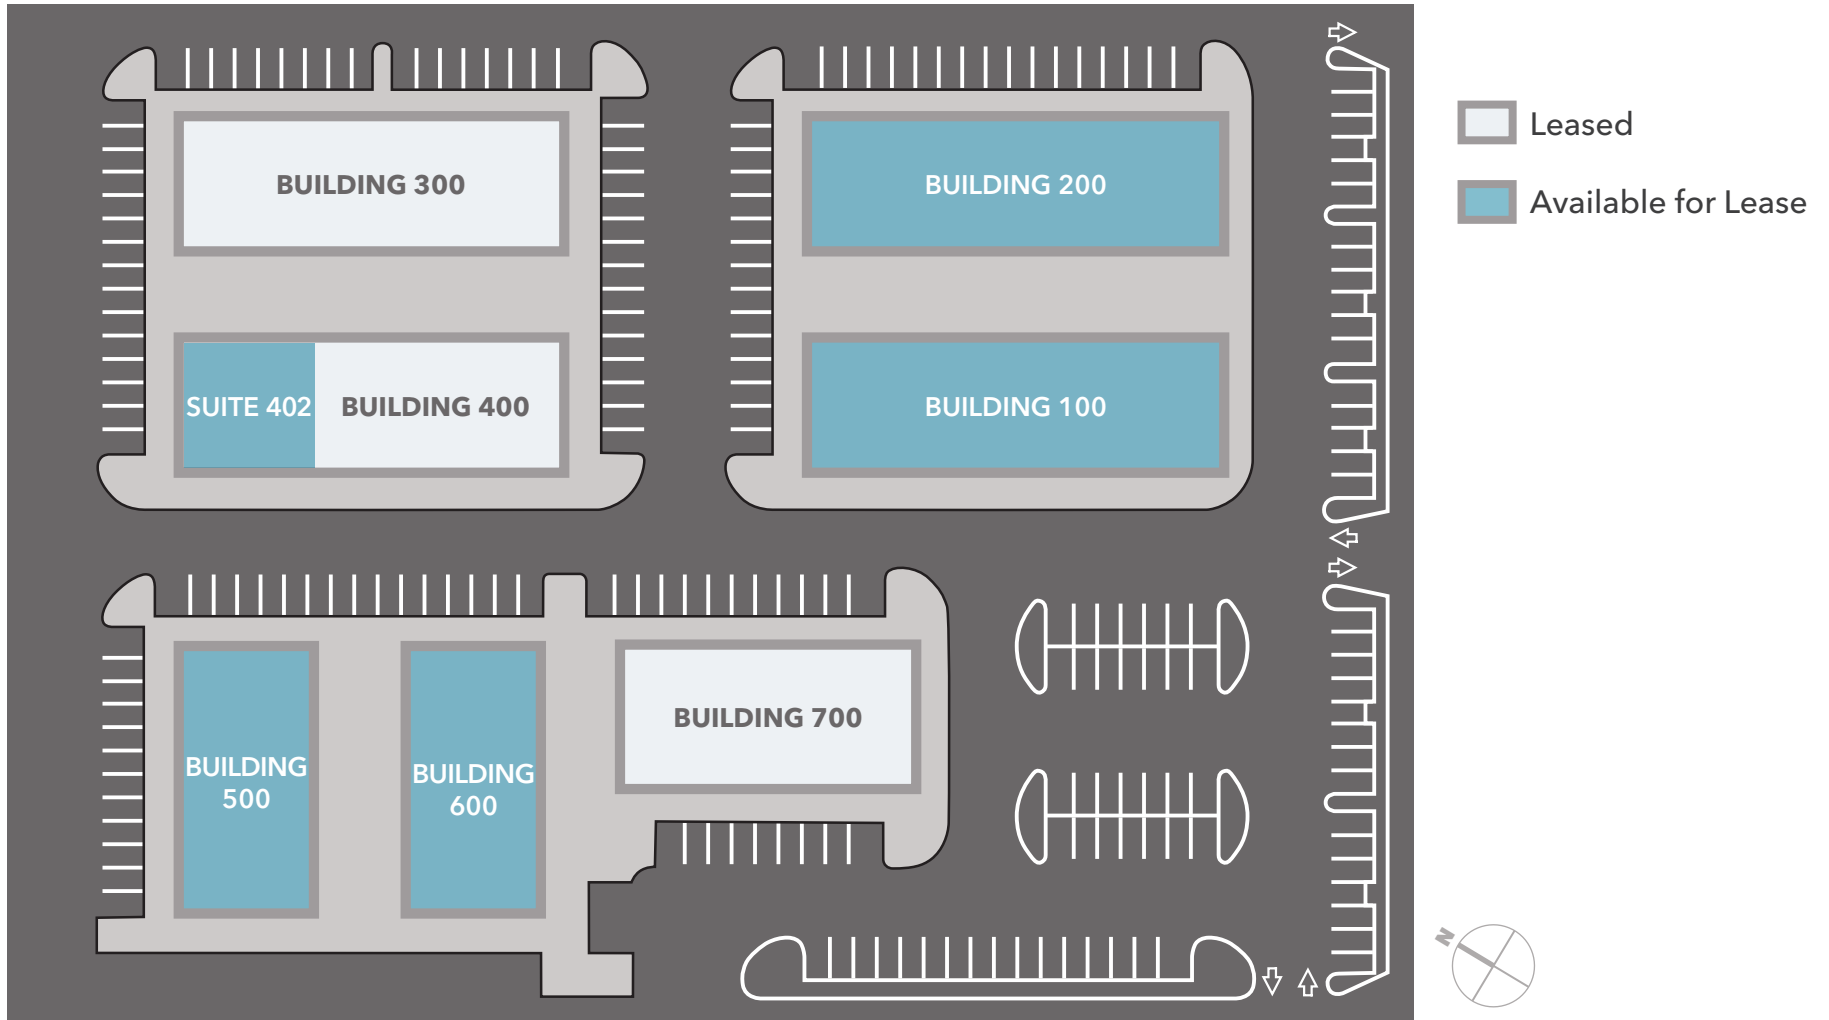 BUILDING 300
BUILDING 200
Leased
Available for Lease
SUITE 402
BUILDING 400
BUILDING 100
BUILDING
500
BUILDING
600
BUILDING 700
N